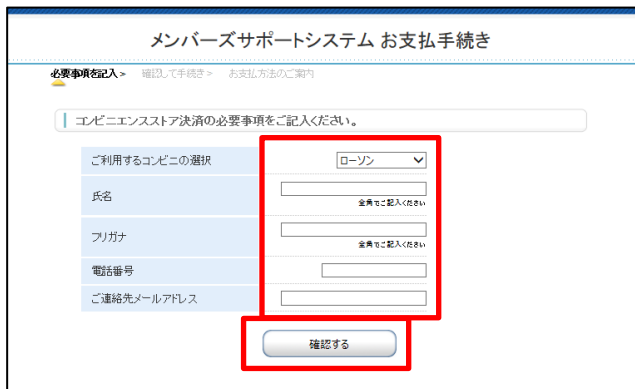 メンバーズサポートシステム お支払手続き
必要事項を記入 > 確認して手続き > お支払方法のご案内
コンビニエンスストア決済の必要事項をご記入ください。
ご利用するコンビニの選択 ローソン
氏名
全角でご記入ください
フリガナ
全角でご記入ください
電話番号
ご連絡先メールアドレス
確認する